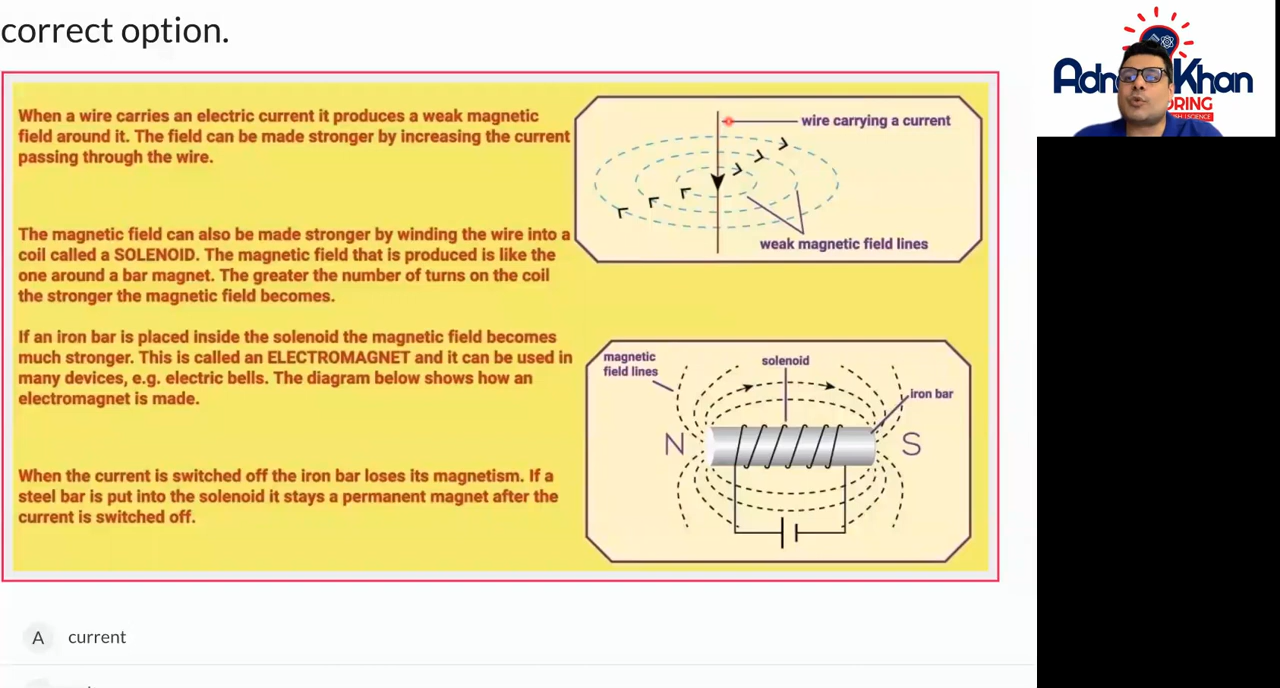 correct option.
When a wire carries an electric current it produces a weak magnetic
field around it. The field can be made stronger by increasing the current
passing through the wire.
The magnetic field can also be made stronger by winding the wire into a
coil called a SOLENOID. The magnetic field that is produced is like the
one around a bar magnet. The greater the number of turns on the coil
the stronger the magnetic field becomes.
If an iron bar is placed inside the solenoid the magnetic field becomes
much stronger. This is called an ELECTROMAGNET and it can be used in
many devices, e.g. electric bells. The diagram below shows how an
electromagnet is made.
When the current is switched off the iron bar loses its magnetism. If a
steel bar is put into the solenoid it stays a permanent magnet after the
current is switched off.
wire carrying a current
weak magnetic field lines
magnetic
field lines
solenoid
iron bar
N
S
A current
Khan